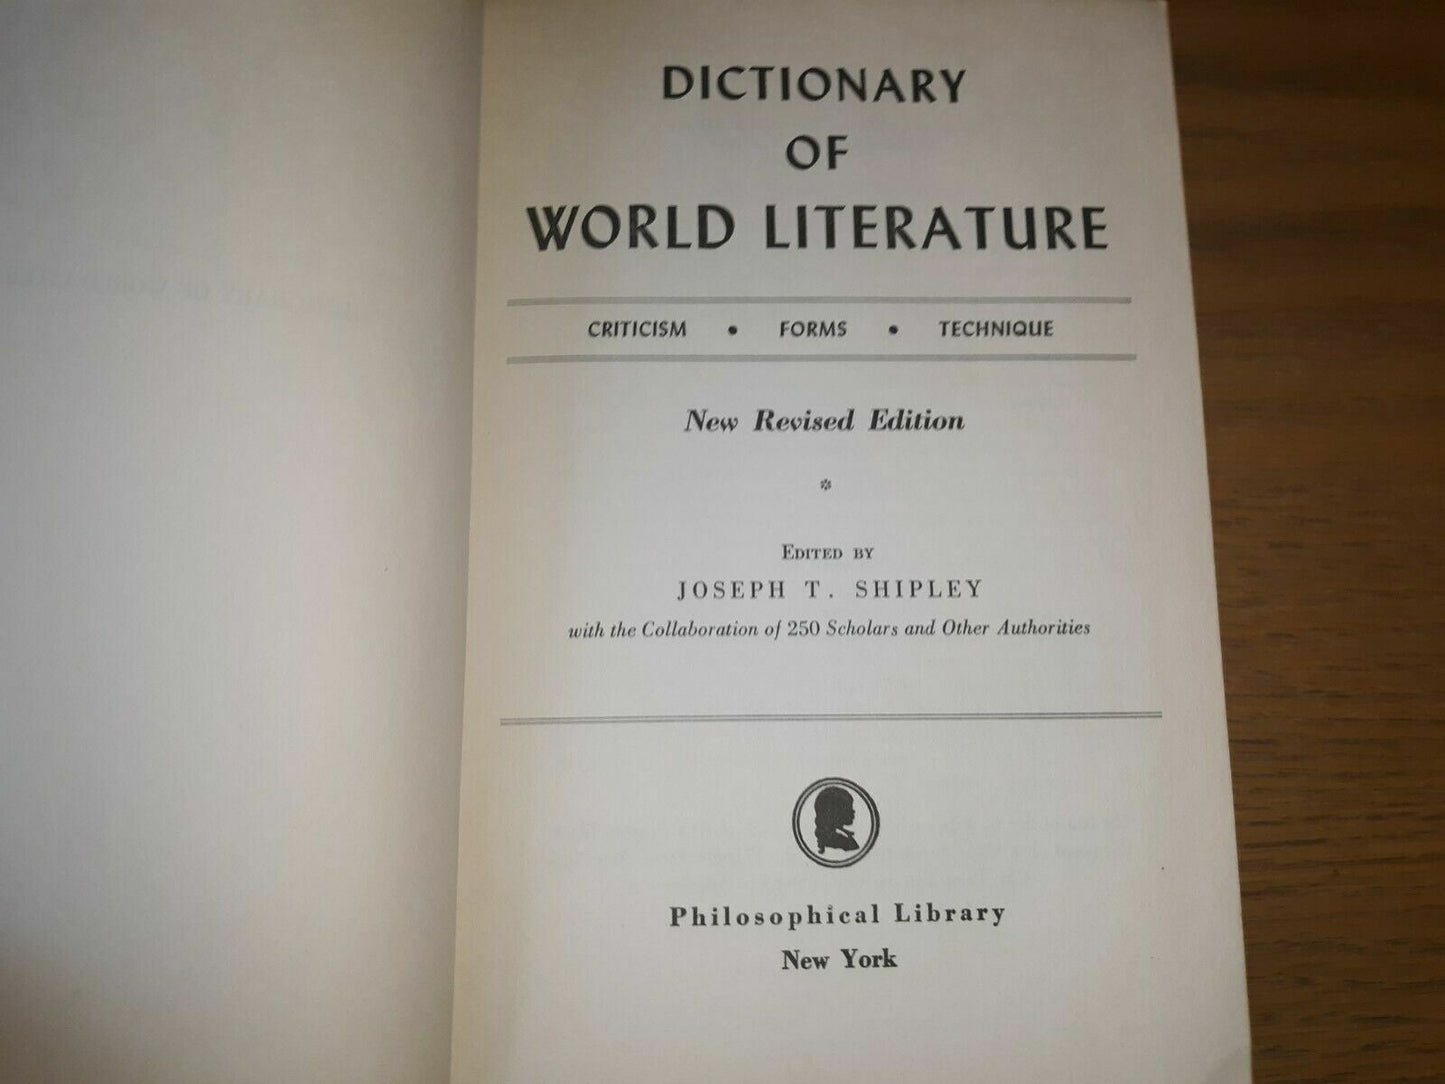 DICTIONARY
OF
WORLD LITERATURE
CRITICISM • FORMS • TECHNIQUE
New Revised Edition
*
EDITED BY
JOSEPH T. SHIPLEY
with the Collaboration of 250 Scholars and Other Authorities
Philosophical Library
New York